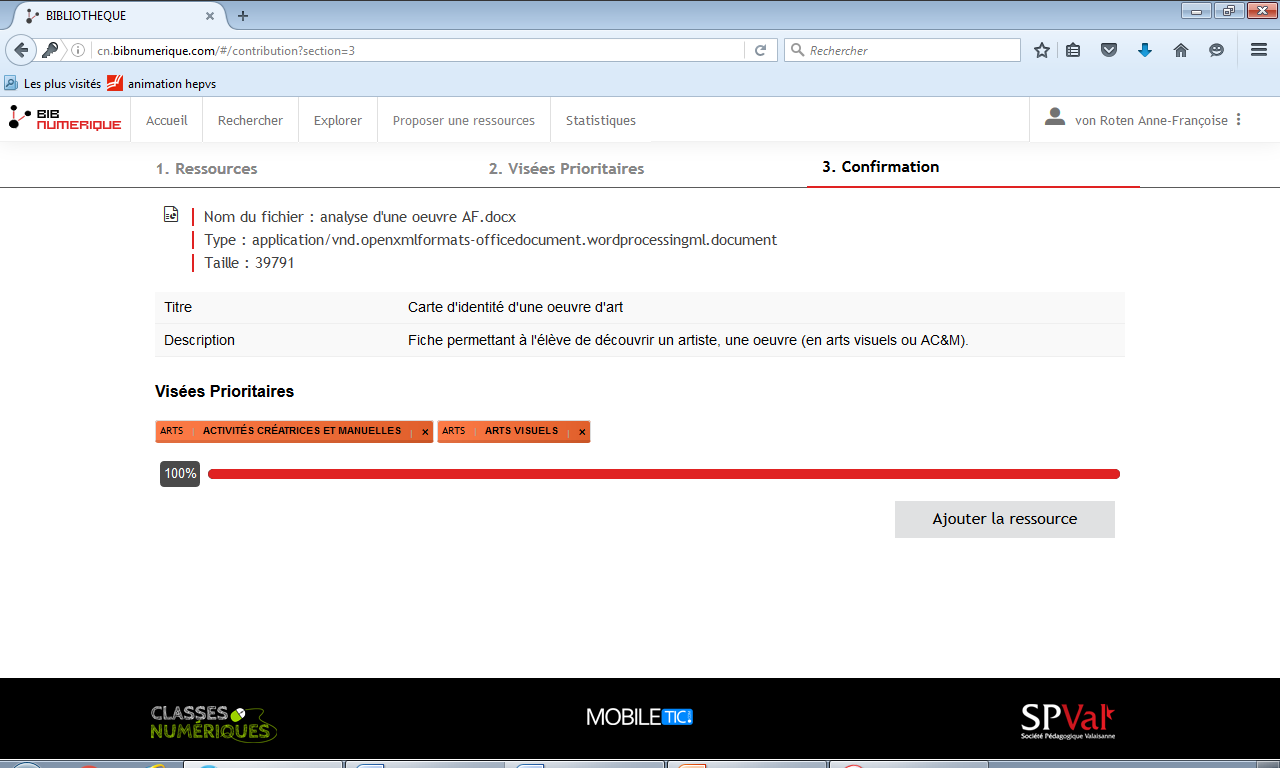 BIBLIOTHEQUE
cn.bibnumerique.com/#/contribution?section=3
Rechercher
Les plus visités animation hepvs
BIB NUMERIQUE
Accueil Rechercher Explorer Proposer une ressources Statistiques von Roten Anne-Françoise
1. Ressources 2. Visées Prioritaires 3. Confirmation
Nom du fichier : analyse d'une oeuvre AF.docx
Type : application/vnd.openxmlformats-officedocument.wordprocessingml.document
Taille : 39791
Titre Carte d'identité d'une oeuvre d'art
Description Fiche permettant à l'élève de découvrir un artiste, une oeuvre (en arts visuels ou AC&M).
Visées Prioritaires
ARTS ACTIVITÉS CRÉATRICES ET MANUELLES × ARTS ARTS VISUELS ×
100%
Ajouter la ressource
CLASSES NUMÉRIQUES
MOBILETIC!
SPVal
Société Pédagogique Valaisanne